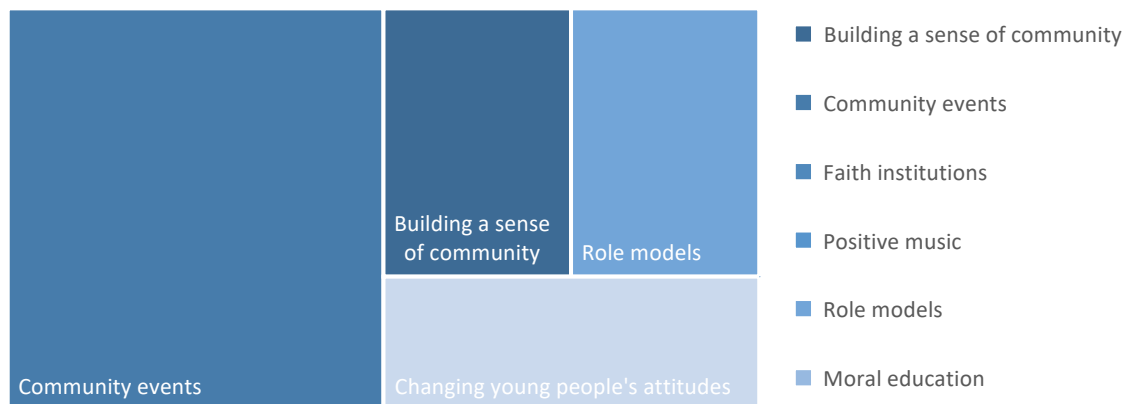 Building a sense
of community
Role models
Community events
Changing young people's attitudes
Building a sense of community
Community events
Faith institutions
Positive music
Role models
Moral education